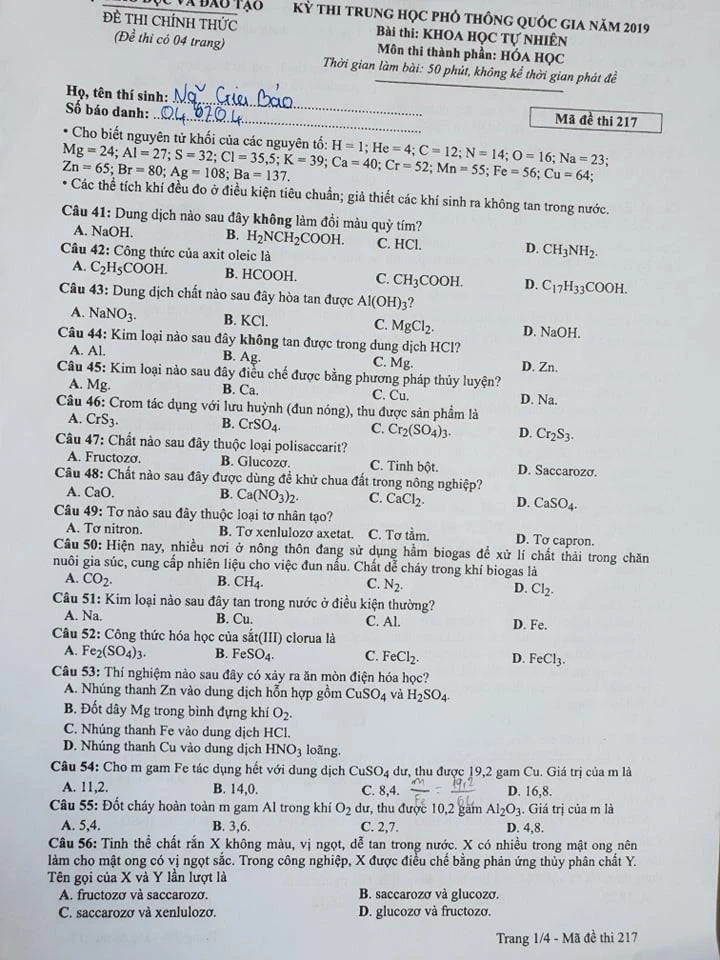 DỤC VÀ ĐÀO TẠO
ĐỀ THI CHÍNH THỨC
(Đề thi có 04 trang)
KỲ THI TRUNG HỌC PHỔ THÔNG QUỐC GIA NĂM 2019
Bài thi: KHOA HỌC TỰ NHIÊN
Môn thi thành phần: HÓA HỌC
Thời gian làm bài: 50 phút, không kể thời gian phát đề
Họ, tên thí sinh: Ngô Gia Bảo
Số báo danh:
Mã đề thi 217
• Cho biết nguyên tử khối của các nguyên tố: H = 1; He = 4; C = 12; N = 14; O = 16; Na = 23;
Mg = 24; Al = 27; S = 32; Cl = 35,5; K = 39; Ca = 40; Cr = 52; Mn = 55; Fe = 56; Cu = 64;
Zn = 65; Br = 80; Ag = 108; Ba = 137.
• Các thể tích khí đều đo ở điều kiện tiêu chuẩn; giả thiết các khí sinh ra không tan trong nước.
Câu 41: Dung dịch nào sau đây không làm đổi màu quỳ tím?
A. NaOH. B. H₂NCH₂COOH. C. HCl. D. CH₃NH₂.
Câu 42: Công thức của axit oleic là
A. C₂H₅COOH. B. HCOOH. C. CH₃COOH. D. C₁₇H₃₃COOH.
Câu 43: Dung dịch chất nào sau đây hòa tan được Al(OH)₃?
A. NaNO₃. B. KCl. C. MgCl₂. D. NaOH.
Câu 44: Kim loại nào sau đây không tan được trong dung dịch HCl?
A. Al. B. Ag. C. Mg. D. Zn.
Câu 45: Kim loại nào sau đây điều chế được bằng phương pháp thủy luyện?
A. Mg. B. Ca. C. Cu. D. Na.
Câu 46: Crom tác dụng với lưu huỳnh (đun nóng), thu được sản phẩm là
A. CrS₃. B. CrSO₄. C. Cr₂(SO₄)₃. D. Cr₂S₃.
Câu 47: Chất nào sau đây thuộc loại polisaccarit?
A. Fructozơ. B. Glucozơ. C. Tinh bột. D. Saccarozơ.
Câu 48: Chất nào sau đây được dùng để khử chua đất trong nông nghiệp?
A. CaO. B. Ca(NO₃)₂. C. CaCl₂. D. CaSO₄.
Câu 49: Tơ nào sau đây thuộc loại tơ nhân tạo?
A. Tơ nitron. B. Tơ xenlulozơ axetat. C. Tơ tằm. D. Tơ capron.
Câu 50: Hiện nay, nhiều nơi ở nông thôn đang sử dụng hầm biogas để xử lí chất thải trong chăn
nuôi gia súc, cung cấp nhiên liệu cho việc đun nấu. Chất dễ cháy trong khí biogas là
A. CO₂. B. CH₄. C. N₂. D. Cl₂.
Câu 51: Kim loại nào sau đây tan trong nước ở điều kiện thường?
A. Na. B. Cu. C. Al. D. Fe.
Câu 52: Công thức hóa học của sắt(III) clorua là
A. Fe₂(SO₄)₃. B. FeSO₄. C. FeCl₂. D. FeCl₃.
Câu 53: Thí nghiệm nào sau đây có xảy ra ăn mòn điện hóa học?
A. Nhúng thanh Zn vào dung dịch hỗn hợp gồm CuSO₄ và H₂SO₄.
B. Đốt dây Mg trong bình đựng khí O₂.
C. Nhúng thanh Fe vào dung dịch HCl.
D. Nhúng thanh Cu vào dung dịch HNO₃ loãng.
Câu 54: Cho m gam Fe tác dụng hết với dung dịch CuSO₄ dư, thu được 19,2 gam Cu. Giá trị của m là
A. 11,2. B. 14,0. C. 8,4. m/Fe = 19,2/64 D. 16,8.
Câu 55: Đốt cháy hoàn toàn m gam Al trong khí O₂ dư, thu được 10,2 gam Al₂O₃. Giá trị của m là
A. 5,4. B. 3,6. C. 2,7. D. 4,8.
Câu 56: Tinh thể chất rắn X không màu, vị ngọt, dễ tan trong nước. X có nhiều trong mật ong nên
làm cho mật ong có vị ngọt sắc. Trong công nghiệp, X được điều chế bằng phản ứng thủy phân chất Y.
Tên gọi của X và Y lần lượt là
A. fructozơ và saccarozơ. B. saccarozơ và glucozơ.
C. saccarozơ và xenlulozơ. D. glucozơ và fructozơ.
Trang 1/4 - Mã đề thi 217